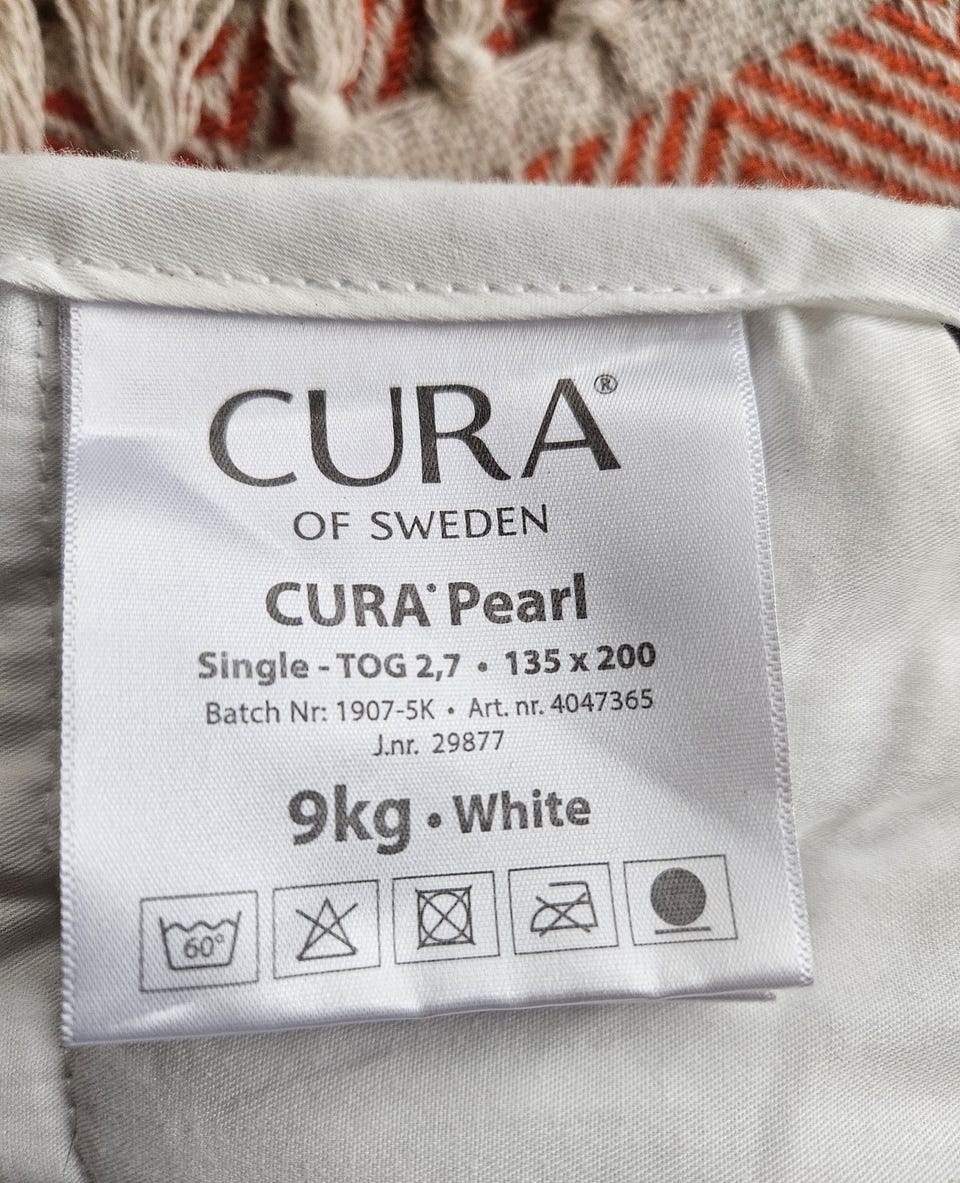 CURA®
OF SWEDEN
CURA® Pearl
Single - TOG 2,7 • 135 x 200
Batch Nr: 1907-5K • Art. nr. 4047365
J.nr. 29877
9kg • White
60°